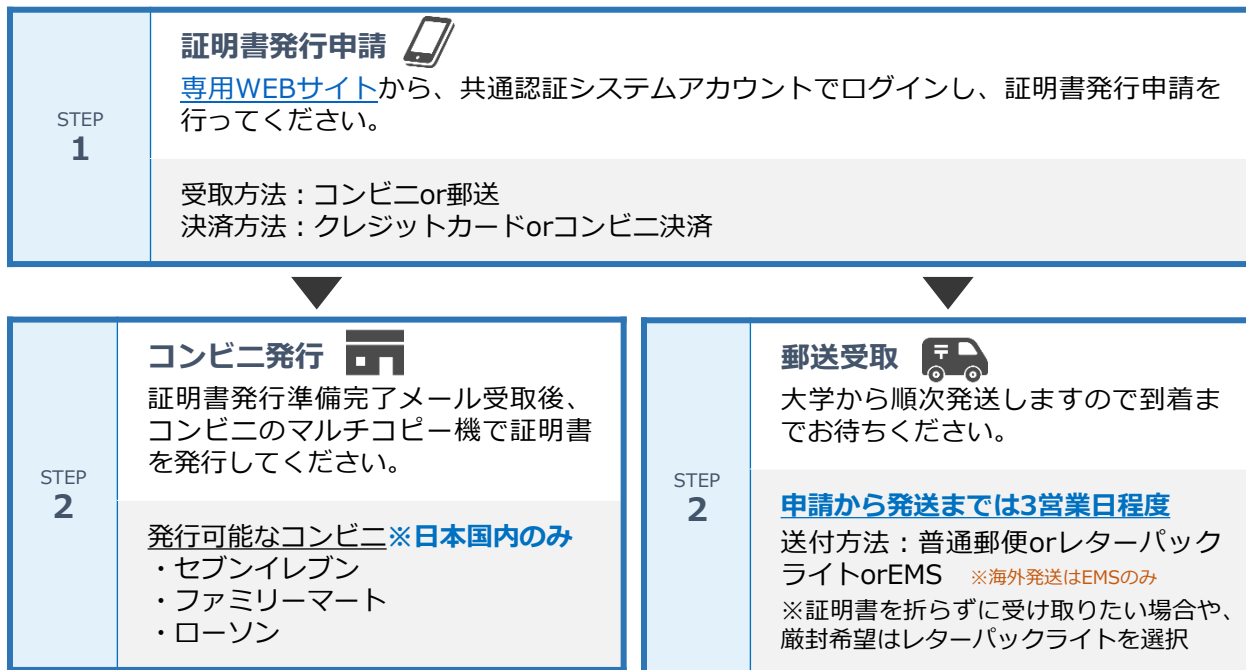 STEP
1
証明書発行申請
専用WEBサイトから、共通認証システムアカウントでログインし、証明書発行申請を
行ってください。
受取方法：コンビニor郵送
決済方法：クレジットカードorコンビニ決済
STEP
2
コンビニ発行
証明書発行準備完了メール受取後、
コンビニのマルチコピー機で証明書
を発行してください。
発行可能なコンビニ※日本国内のみ
・セブンイレブン
・ファミリーマート
・ローソン
STEP
2
郵送受取
大学から順次発送しますので到着ま
でお待ちください。
申請から発送までは3営業日程度
送付方法：普通郵便orレターパック
ライトorEMS ※海外発送はEMSのみ
※証明書を折らずに受け取りたい場合や、
厳封希望はレターパックライトを選択